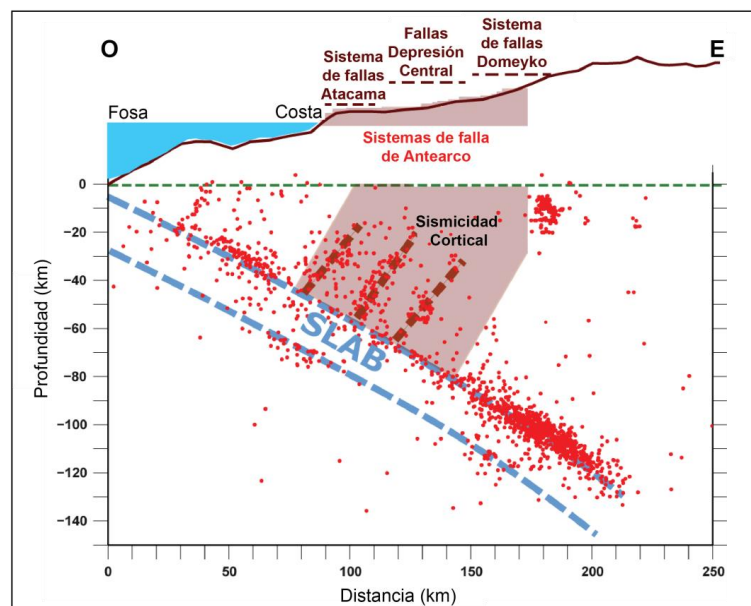 O
E
Sistema
de fallas
Atacama
Fallas
Depresión
Central
Sistema
de fallas
Domeyko
Fosa
Costa
Sistemas de falla
de Antearco
Sismicidad
Cortical
SLAB
Profundidad (km)
0
−20
−40
−60
−80
−100
−120
−140
0
50
100
150
200
250
Distancia (km)